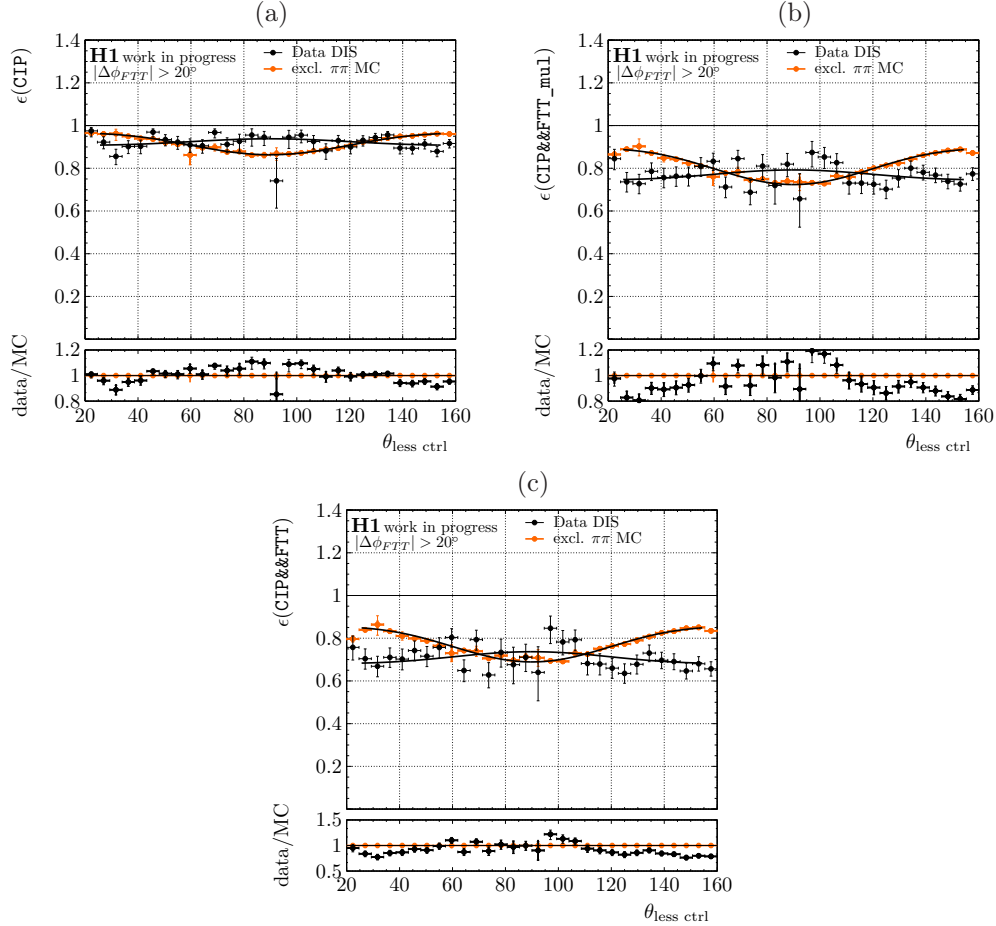 (a)
ϵ(CIP)
1.4
1.2
1
0.8
0.6
0.4
0.2
H1 work in progress
|Δϕ_FTT| > 20°
Data DIS
excl. ππ MC
data/MC
1.2
1
0.8
20 40 60 80 100 120 140 160
θ_less ctrl
(b)
ϵ(CIP&&FTT_mul)
1.4
1.2
1
0.8
0.6
0.4
0.2
H1 work in progress
|Δϕ_FTT| > 20°
Data DIS
excl. ππ MC
data/MC
1.2
1
0.8
20 40 60 80 100 120 140 160
θ_less ctrl
(c)
ϵ(CIP&&FTT)
1.4
1.2
1
0.8
0.6
0.4
0.2
H1 work in progress
|Δϕ_FTT| > 20°
Data DIS
excl. ππ MC
data/MC
1.5
1
0.5
20 40 60 80 100 120 140 160
θ_less ctrl